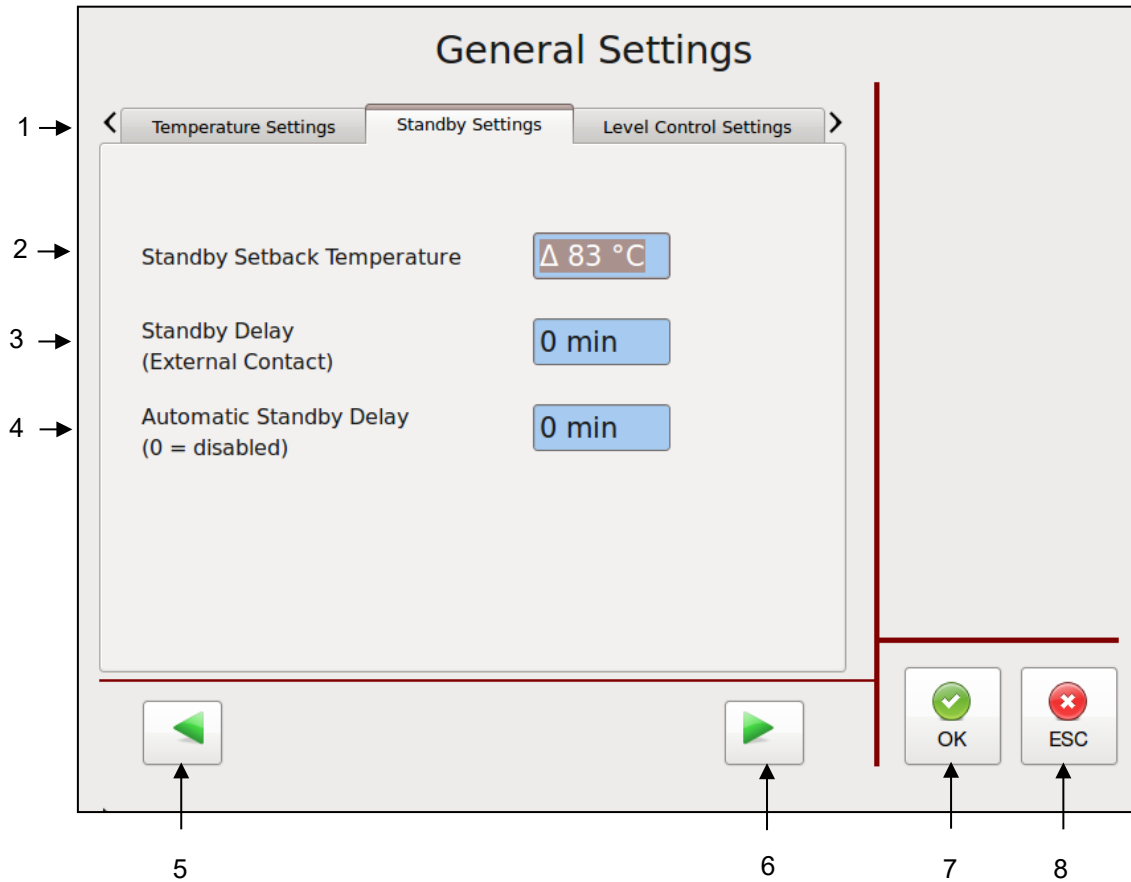 General Settings
1 Temperature Settings Standby Settings Level Control Settings
2 Standby Setback Temperature Δ 83 °C
3 Standby Delay 0 min
(External Contact)
4 Automatic Standby Delay 0 min
(0 = disabled)
OK ESC
5 6 7 8